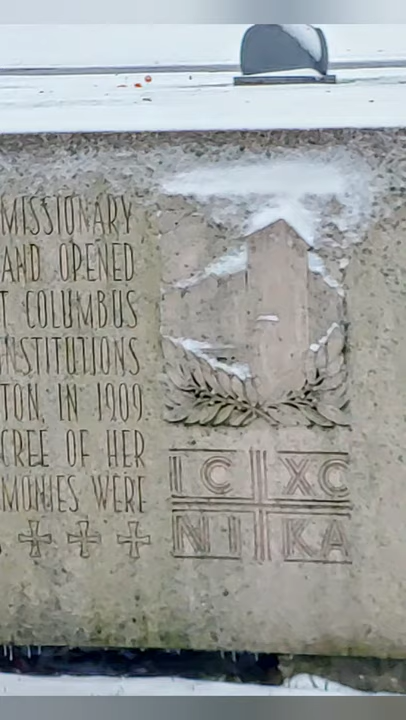 MISSIONARY
AND OPENED
T COLUMBUS
NSTITUTIONS
TON, IN 1909.
CREE OF HER
MONIES WERE
IC XC
NI KA